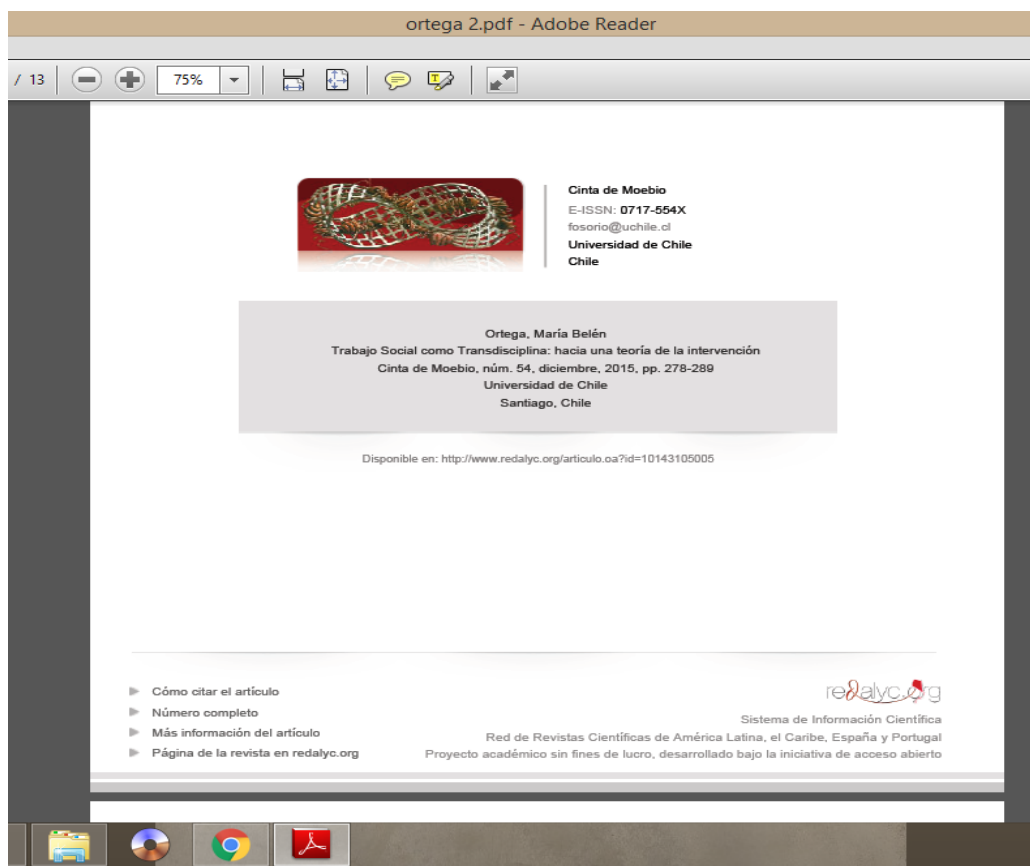 ortega 2.pdf - Adobe Reader
/ 13
75%
Cinta de Moebio
E-ISSN: 0717-554X
fosorio@uchile.cl
Universidad de Chile
Chile
Ortega, María Belén
Trabajo Social como Transdisciplina: hacia una teoría de la intervención
Cinta de Moebio, núm. 54, diciembre, 2015, pp. 278-289
Universidad de Chile
Santiago, Chile
Disponible en: http://www.redalyc.org/articulo.oa?id=10143105005
Cómo citar el artículo
Número completo
Más información del artículo
Página de la revista en redalyc.org
redalyc.org
Sistema de Información Científica
Red de Revistas Científicas de América Latina, el Caribe, España y Portugal
Proyecto académico sin fines de lucro, desarrollado bajo la iniciativa de acceso abierto